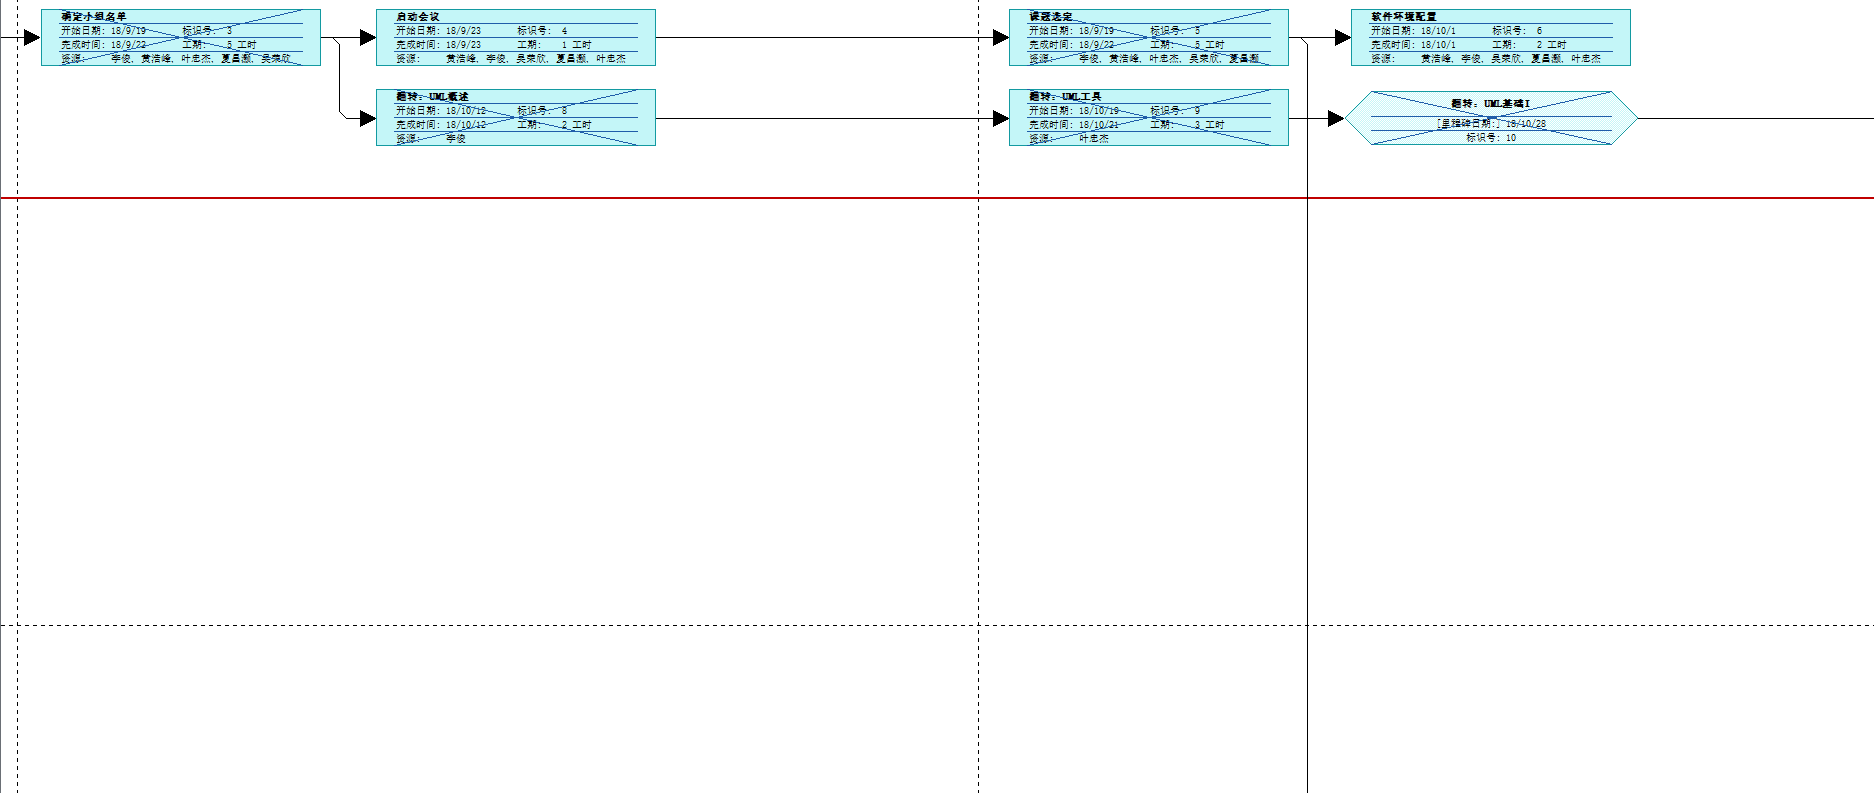 确定小组名单
开始日期: 18/9/19 标识号: 3
完成时间: 18/9/22 工期: 5 工时
资源: 李俊, 黄浩峰, 叶忠杰, 夏昌灏, 吴荣欣
启动会议
开始日期: 18/9/23 标识号: 4
完成时间: 18/9/23 工期: 1 工时
资源: 黄浩峰, 李俊, 吴荣欣, 夏昌灏, 叶忠杰
课题选定
开始日期: 18/9/19 标识号: 5
完成时间: 18/9/22 工期: 5 工时
资源: 李俊, 黄浩峰, 叶忠杰, 吴荣欣, 夏昌灏
软件环境配置
开始日期: 18/10/1 标识号: 6
完成时间: 18/10/1 工期: 2 工时
资源: 黄浩峰, 李俊, 吴荣欣, 夏昌灏, 叶忠杰
翻转: UML概述
开始日期: 18/10/12 标识号: 8
完成时间: 18/10/12 工期: 2 工时
资源: 李俊
翻转: UML工具
开始日期: 18/10/19 标识号: 9
完成时间: 18/10/21 工期: 3 工时
资源: 叶忠杰
翻转: UML基础I
[里程碑日期:] 18/10/28
标识号: 10